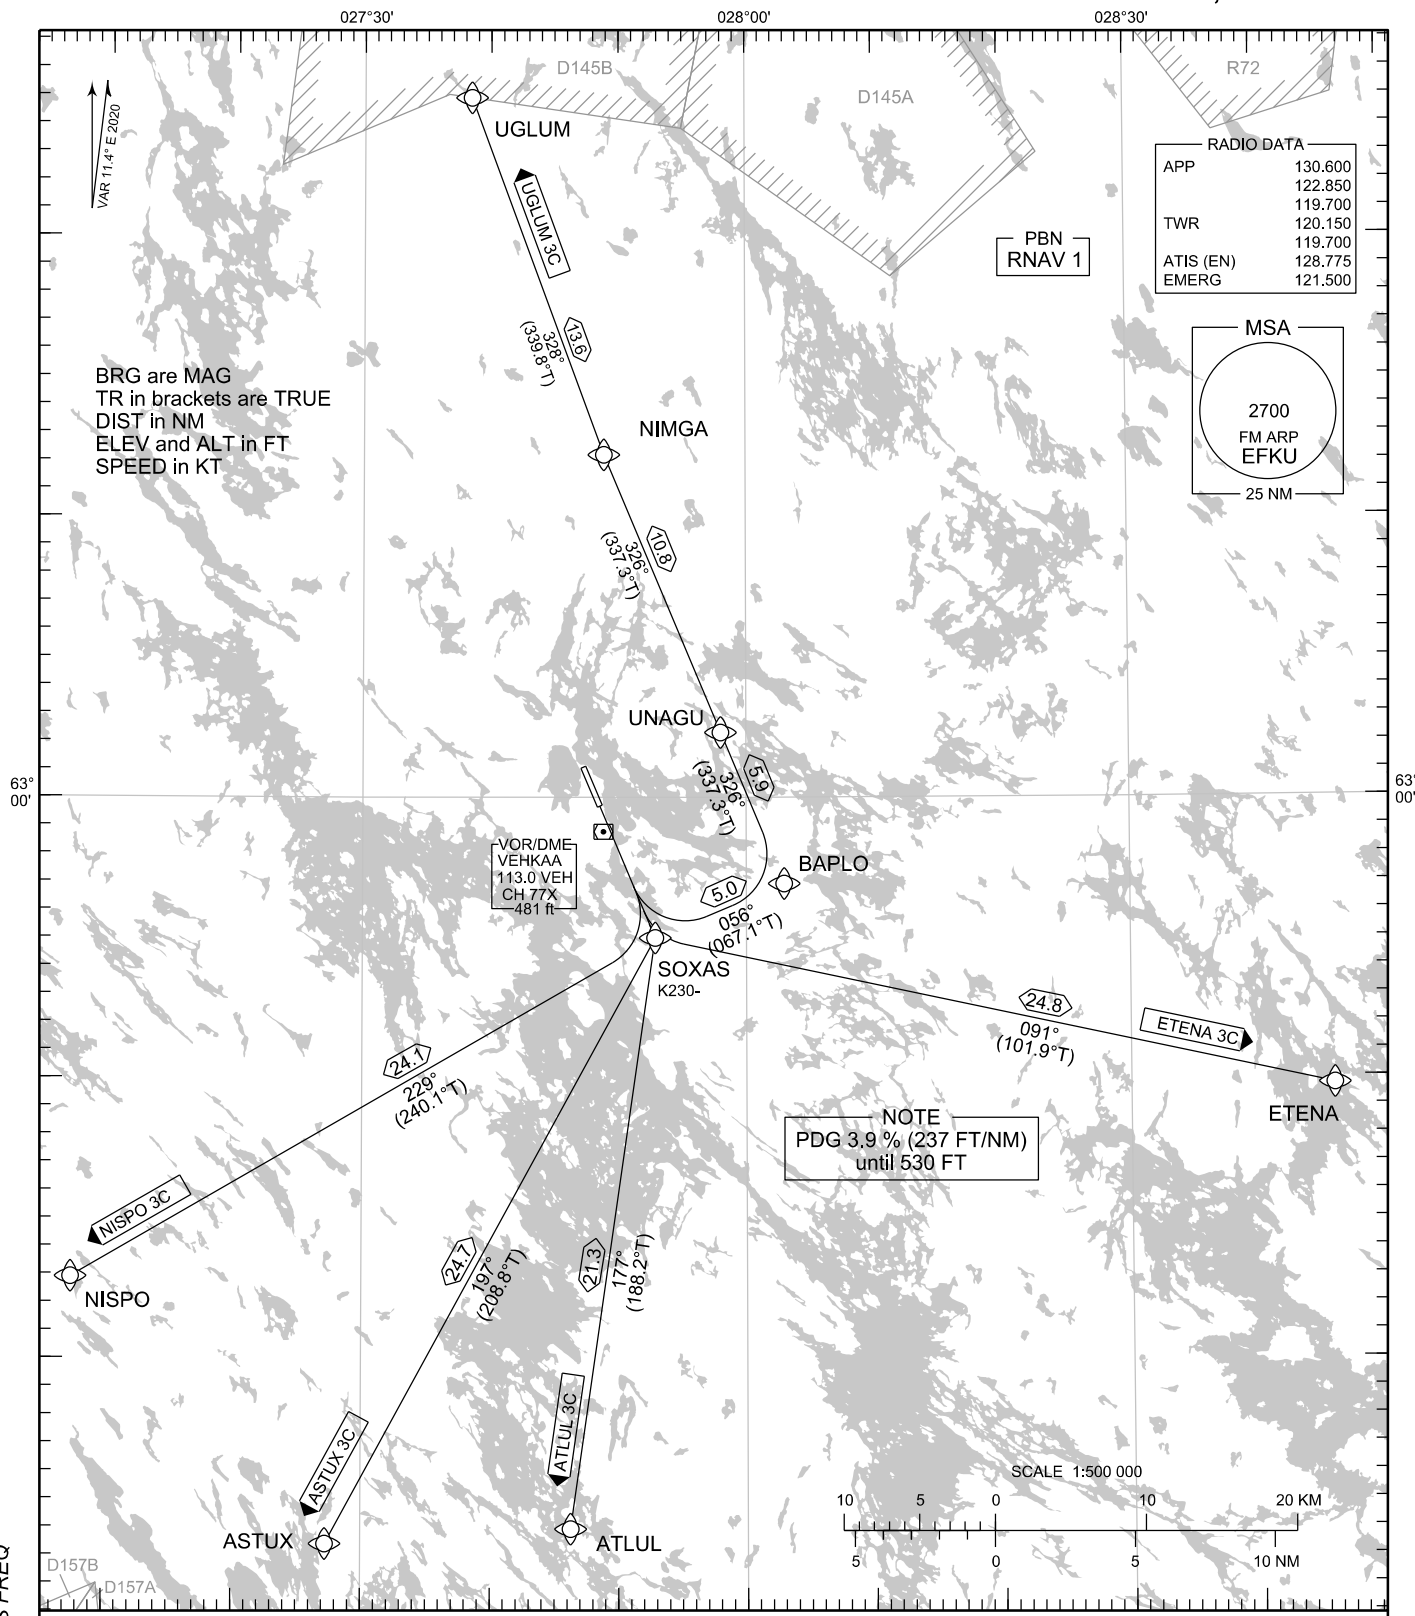 027°30'
028°00'
028°30'
D145B
D145A
R72
UGLUM
VAR 11.4° E 2020
RADIO DATA
APP 130.600
122.850
119.700
TWR 120.150
119.700
ATIS (EN) 128.775
EMERG 121.500
UGLUM 3C
PBN
RNAV 1
MSA
2700
FM ARP
EFKU
25 NM
13.6
328°
(339.8°T)
BRG are MAG
TR in brackets are TRUE
DIST in NM
ELEV and ALT in FT
SPEED in KT
NIMGA
10.8
326°
(337.3°T)
UNAGU
5.9
326°
(337.3°T)
63°
00'
63°
00'
VOR/DME
VEHKAA
113.0 VEH
CH 77X
481 ft
BAPLO
5.0
056°
(067.1°T)
SOXAS
K230-
24.8
091°
(101.9°T)
ETENA 3C
ETENA
24.1
229°
(240.1°T)
NOTE
PDG 3.9 % (237 FT/NM)
until 530 FT
NISPO 3C
NISPO
24.7
197°
(208.8°T)
21.3
177°
(188.2°T)
ASTUX 3C
ATLUL 3C
ASTUX
ATLUL
SCALE 1:500 000
10 5 0 10 20 KM
5 0 5 10 NM
D157B
D157A
FREQ